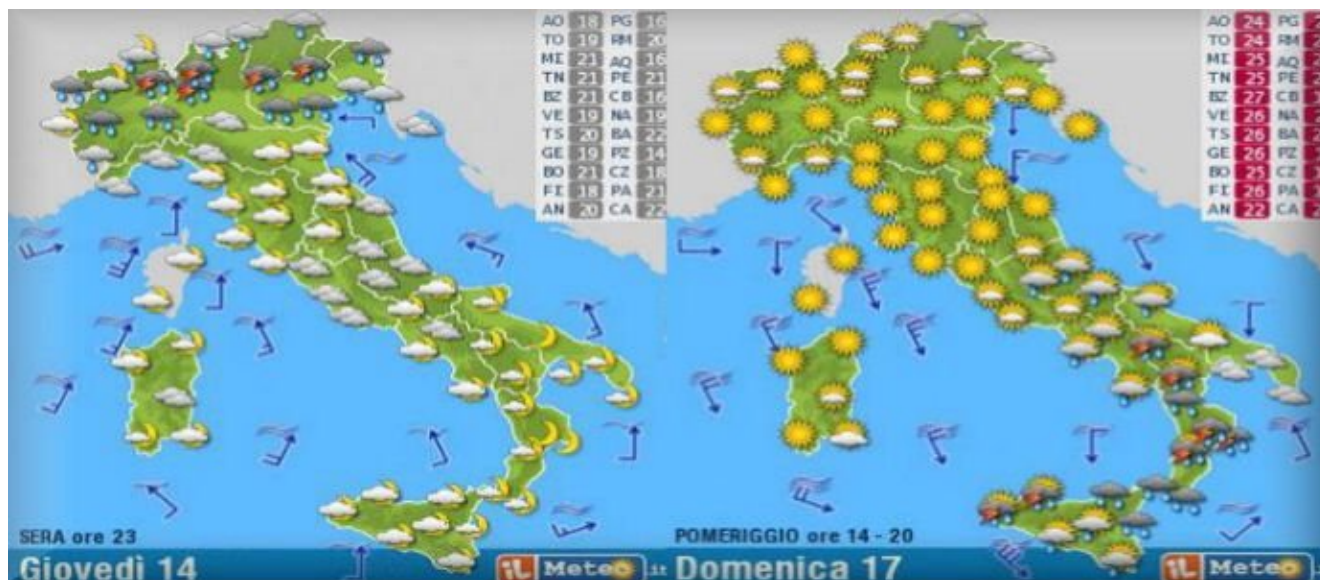 AO 18 PG 16
TO 19 RM 20
MI 21 AQ 16
TN 21 PE 21
BZ 21 CB 16
VE 19 NA 19
TS 20 BA 22
GE 19 PZ 14
BO 21 CZ 18
FI 18 PA 21
AN 20 CA 22
SERA ore 23
Giovedì 14
iL Meteo.it
AO 24 PG
TO 24 RM
MI 25 AQ
TN 25 PE
BZ 27 CB
VE 26 NA
TS 26 BA
GE 26 PZ
BO 25 CZ
FI 26 PA
AN 22 CA
POMERIGGIO ore 14 - 20
Domenica 17
iL Meteo.it